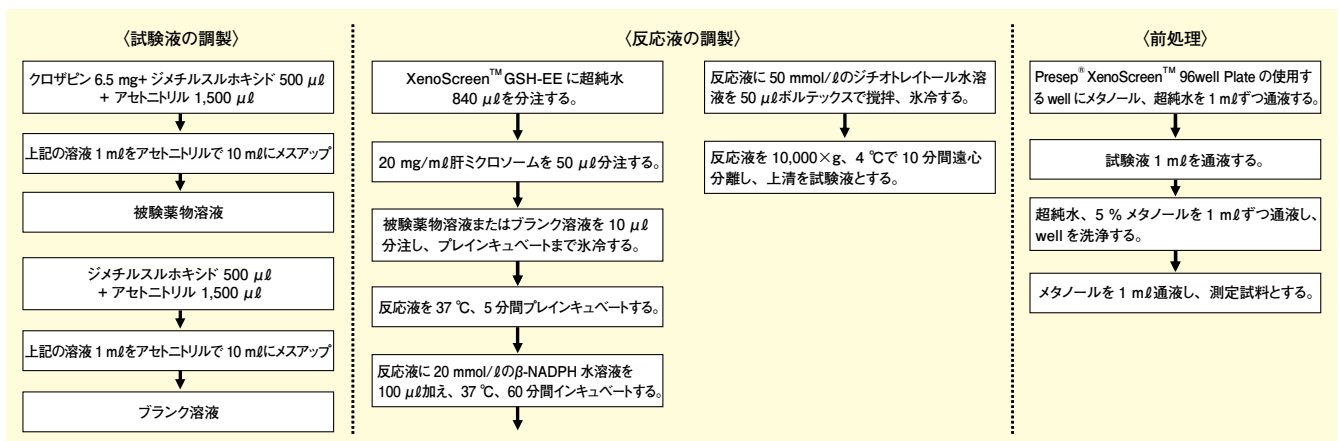 〈試験液の調製〉
クロザピン 6.5 mg+ ジメチルスルホキシド 500 μℓ
+ アセトニトリル 1,500 μℓ
上記の溶液 1 mℓをアセトニトリルで 10 mℓにメスアップ
被験薬物溶液
ジメチルスルホキシド 500 μℓ
+ アセトニトリル 1,500 μℓ
上記の溶液 1 mℓをアセトニトリルで 10 mℓにメスアップ
ブランク溶液
〈反応液の調製〉
XenoScreen™ GSH-EE に超純水
840 μℓを分注する。
20 mg/mℓ肝ミクロソームを 50 μℓ分注する。
被験薬物溶液またはブランク溶液を 10 μℓ
分注し、プレインキュベートまで氷冷する。
反応液を 37 ℃、5 分間プレインキュベートする。
反応液に 20 mmol/ℓのβ-NADPH 水溶液を
100 μℓ加え、37 ℃、60 分間インキュベートする。
反応液に 50 mmol/ℓのジチオトレイトール水溶
液を 50 μℓボルテックスで撹拌、氷冷する。
反応液を 10,000×g、4 ℃で 10 分間遠心
分離し、上清を試験液とする。
〈前処理〉
Presep® XenoScreen™ 96well Plate の使用す
る well にメタノール、超純水を 1 mℓずつ通液する。
試験液 1 mℓを通液する。
超純水、5 % メタノールを 1 mℓずつ通液し、
well を洗浄する。
メタノールを 1 mℓ通液し、測定試料とする。